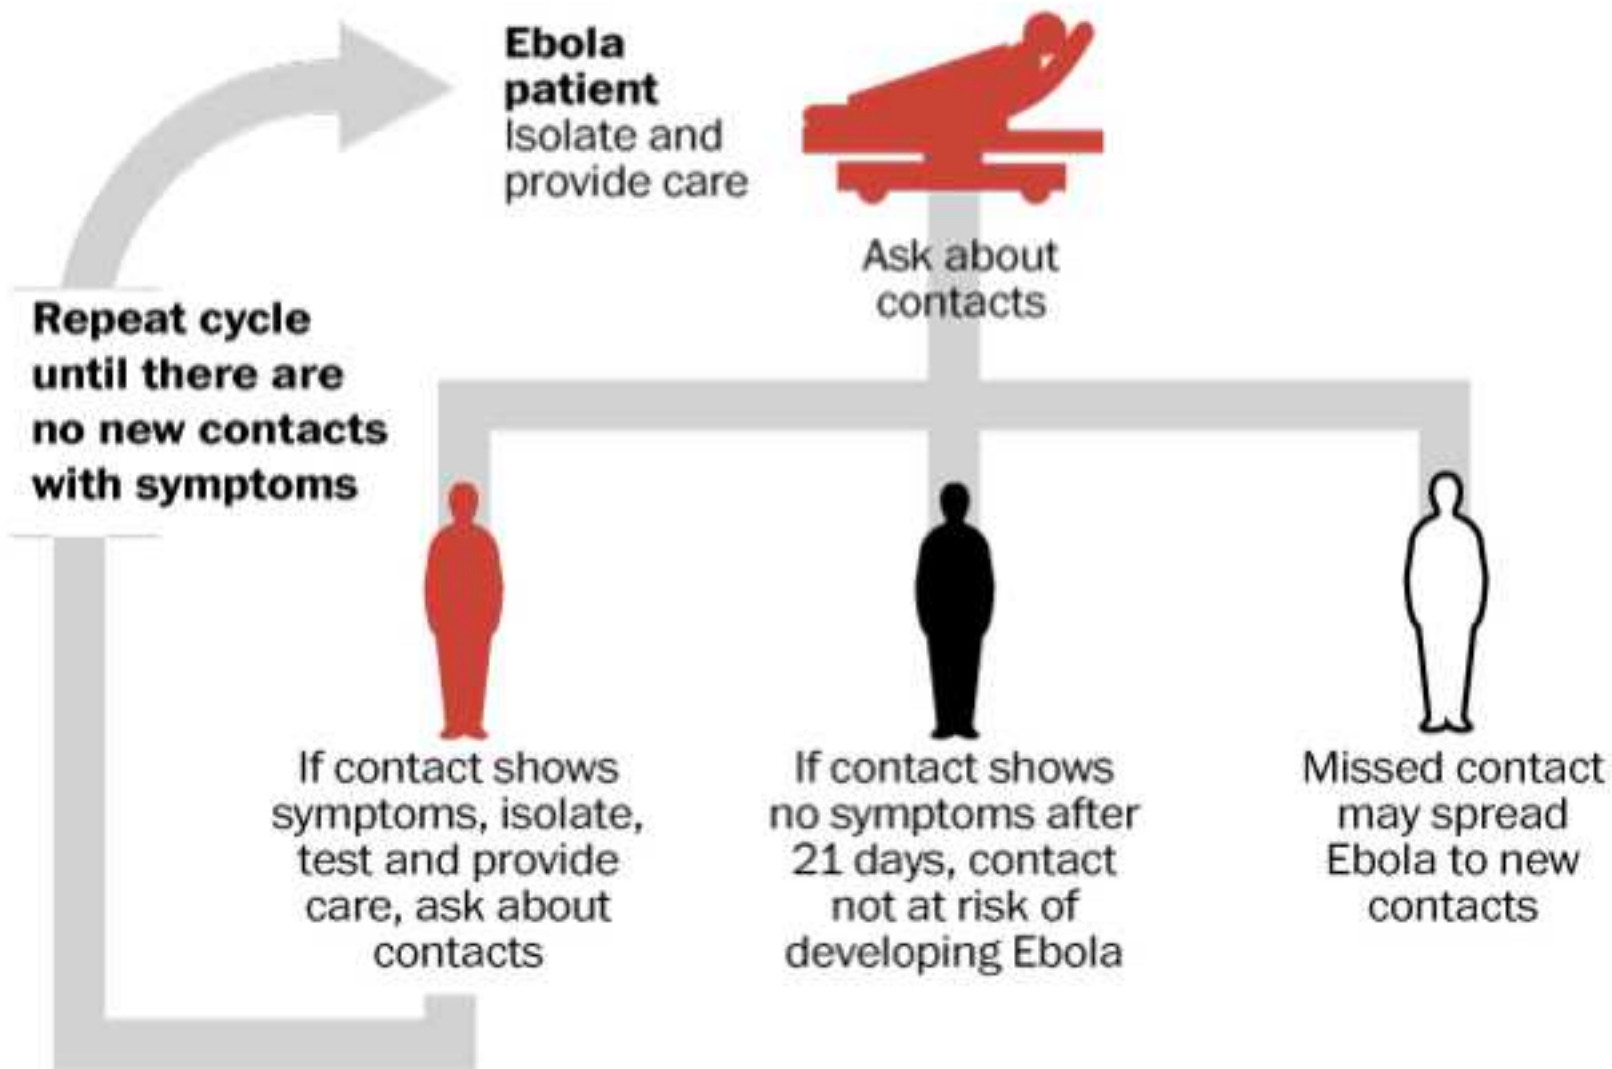 Ebola
patient
Isolate and
provide care
Ask about
contacts
Repeat cycle
until there are
no new contacts
with symptoms
If contact shows
symptoms, isolate,
test and provide
care, ask about
contacts
If contact shows
no symptoms after
21 days, contact
not at risk of
developing Ebola
Missed contact
may spread
Ebola to new
contacts